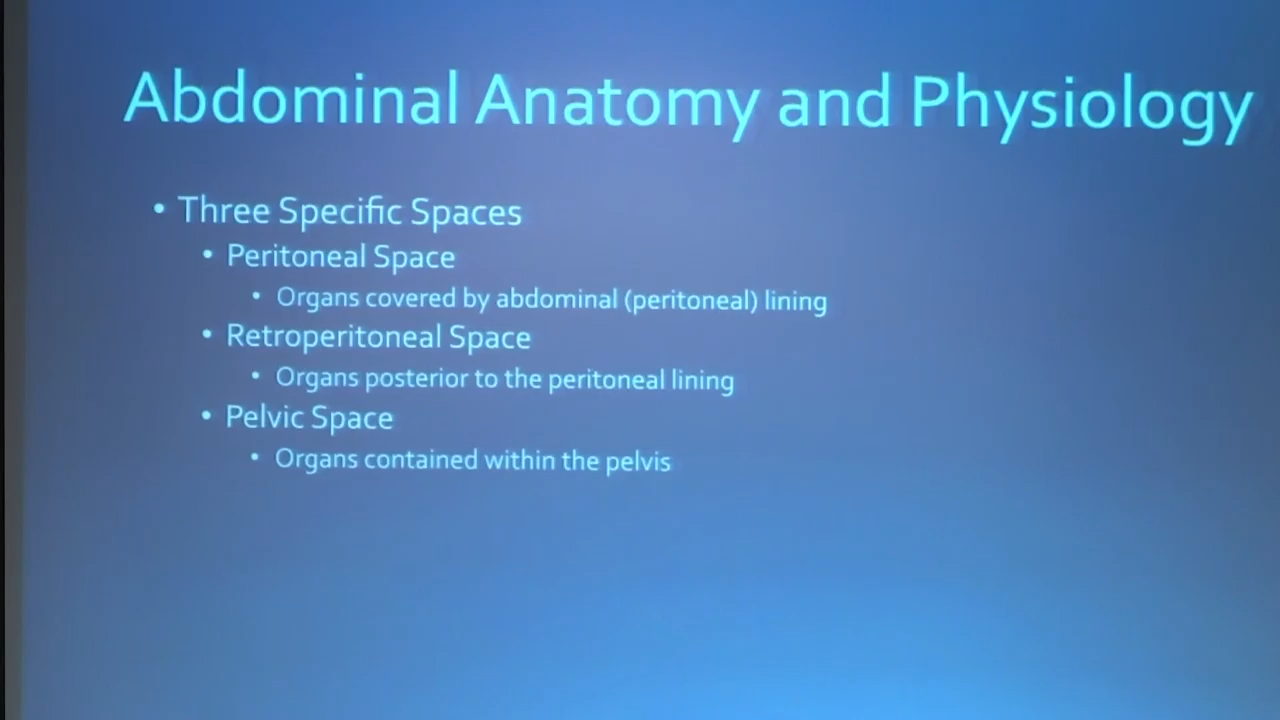 Abdominal Anatomy and Physiology
• Three Specific Spaces
• Peritoneal Space
• Organs covered by abdominal (peritoneal) lining
• Retroperitoneal Space
• Organs posterior to the peritoneal lining
• Pelvic Space
• Organs contained within the pelvis